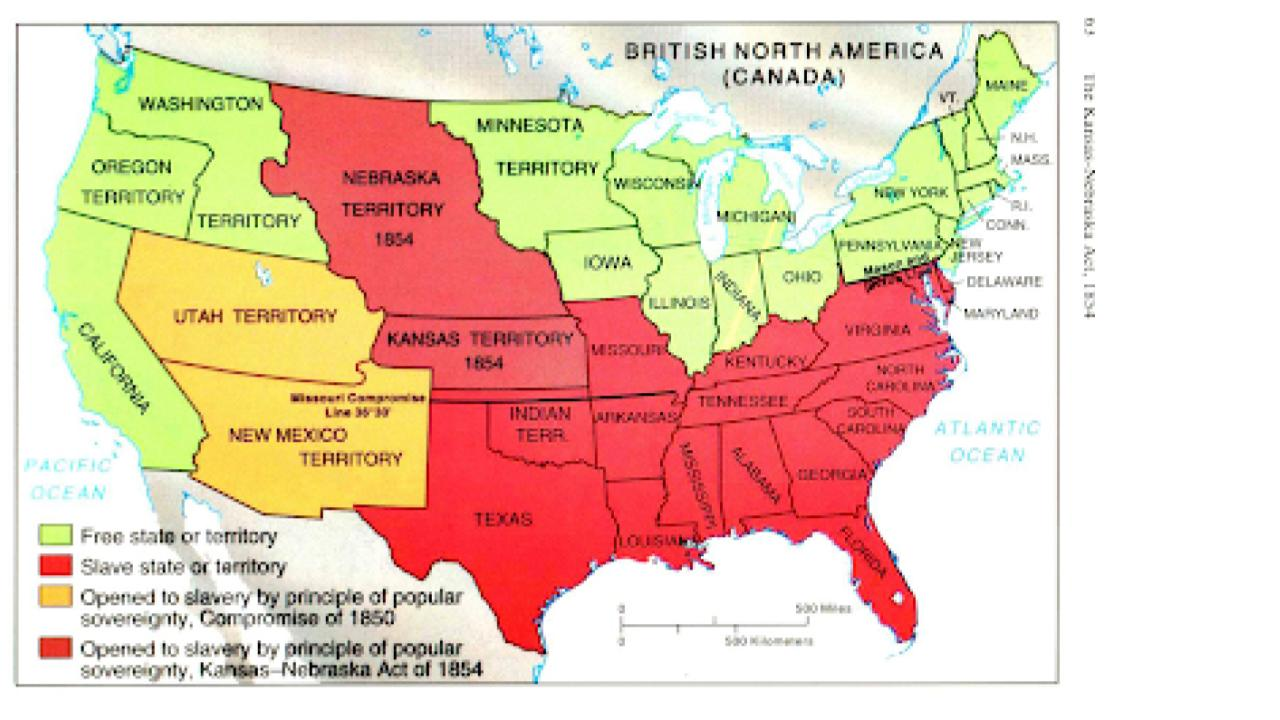 BRITISH NORTH AMERICA
(CANADA)
WASHINGTON
TERRITORY
OREGON
TERRITORY
NEBRASKA
TERRITORY
1854
MINNESOTA
TERRITORY
WISCONSIN
MICHIGAN
VT.
MAINE
N.H.
MASS.
NEW YORK
R.I.
CONN.
PENNSYLVANIA
NEW
JERSEY
Mason and
DELAWARE
MARYLAND
IOWA
ILLINOIS
INDIANA
OHIO
UTAH TERRITORY
CALIFORNIA
KANSAS TERRITORY
1854
MISSOURI
KENTUCKY
VIRGINIA
NORTH
CAROLINA
TENNESSEE
SOUTH
CAROLINA
Missouri Compromise
Line 36°30'
NEW MEXICO
TERRITORY
INDIAN
TERR.
ARKANSAS
MISSISSIPPI
ALABAMA
GEORGIA
TEXAS
LOUISIANA
FLORIDA
ATLANTIC
OCEAN
PACIFIC
OCEAN
Free state or territory
Slave state or territory
Opened to slavery by principle of popular
sovereignty, Compromise of 1850
Opened to slavery by principle of popular
sovereignty, Kansas–Nebraska Act of 1854
0 500 Miles
0 500 Kilometers
63 The Kansas–Nebraska Act, 1854